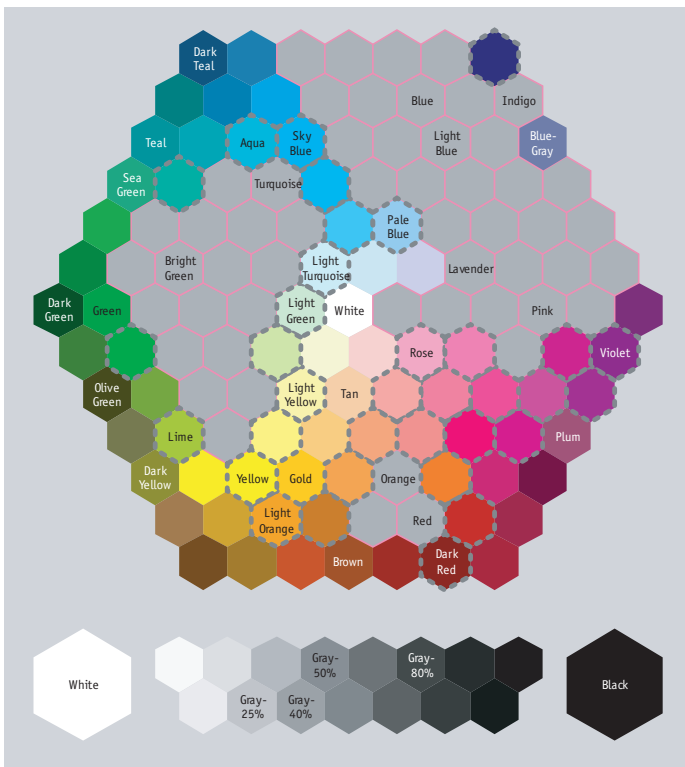 Dark
Teal
Blue
Indigo
Teal
Aqua
Sky
Blue
Light
Blue
Blue-
Gray
Sea
Green
Turquoise
Pale
Blue
Bright
Green
Light
Turquoise
Lavender
Dark
Green
Green
Light
Green
White
Pink
Rose
Violet
Olive
Green
Light
Yellow
Tan
Lime
Plum
Dark
Yellow
Yellow
Gold
Orange
Light
Orange
Red
Brown
Dark
Red
White
Gray-
50%
Gray-
80%
Gray-
25%
Gray-
40%
Black